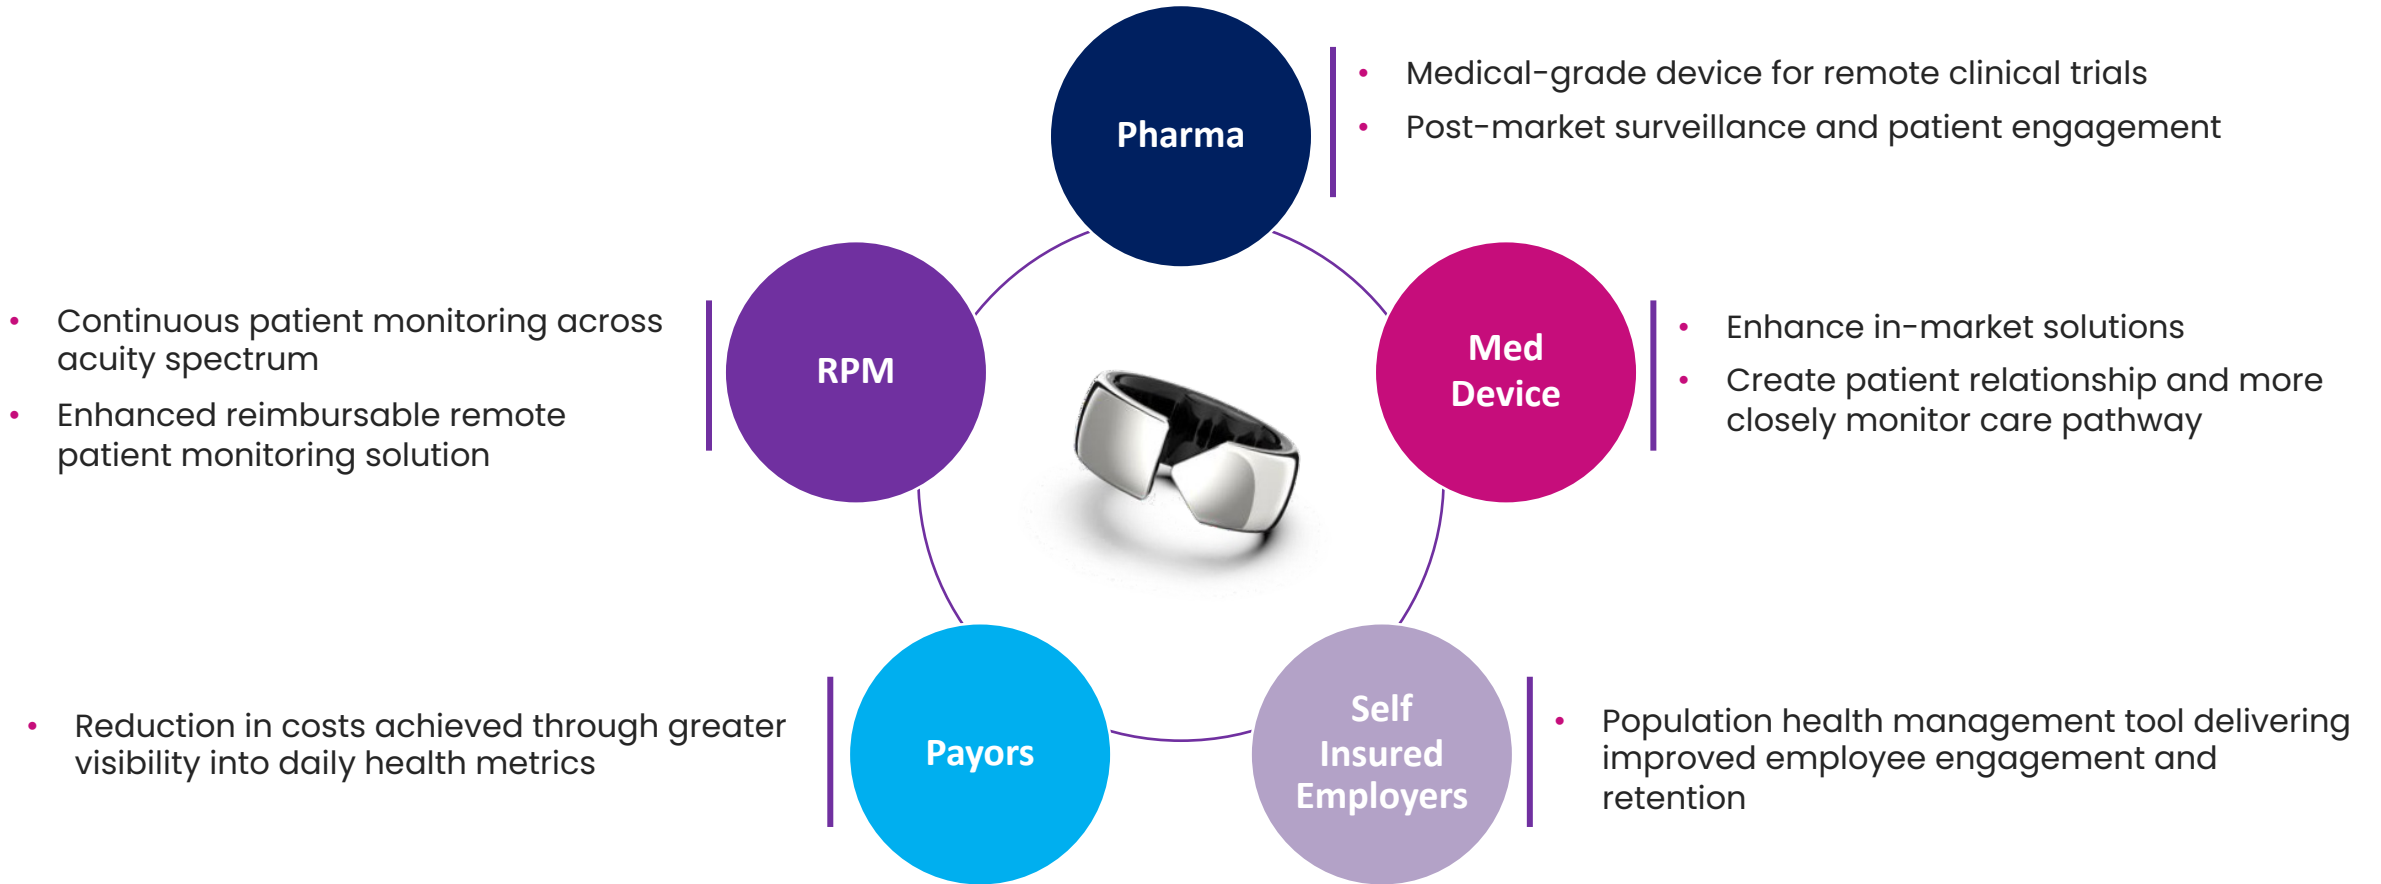 Pharma
• Medical-grade device for remote clinical trials
• Post-market surveillance and patient engagement
Med
Device
• Enhance in-market solutions
• Create patient relationship and more
closely monitor care pathway
Self
Insured
Employers
• Population health management tool delivering
improved employee engagement and
retention
Payors
• Reduction in costs achieved through greater
visibility into daily health metrics
RPM
• Continuous patient monitoring across
acuity spectrum
• Enhanced reimbursable remote
patient monitoring solution